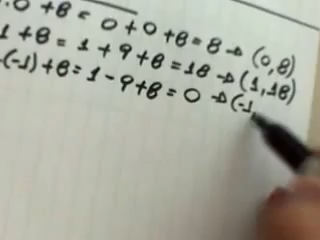 ·0 + 8 = 0 + 0 + 8 = 8 → (0,8)
1 + 8 = 1 + 9 + 8 = 18 → (1,18)
·(-1) + 8 = 1 - 9 + 8 = 0 → (-1,